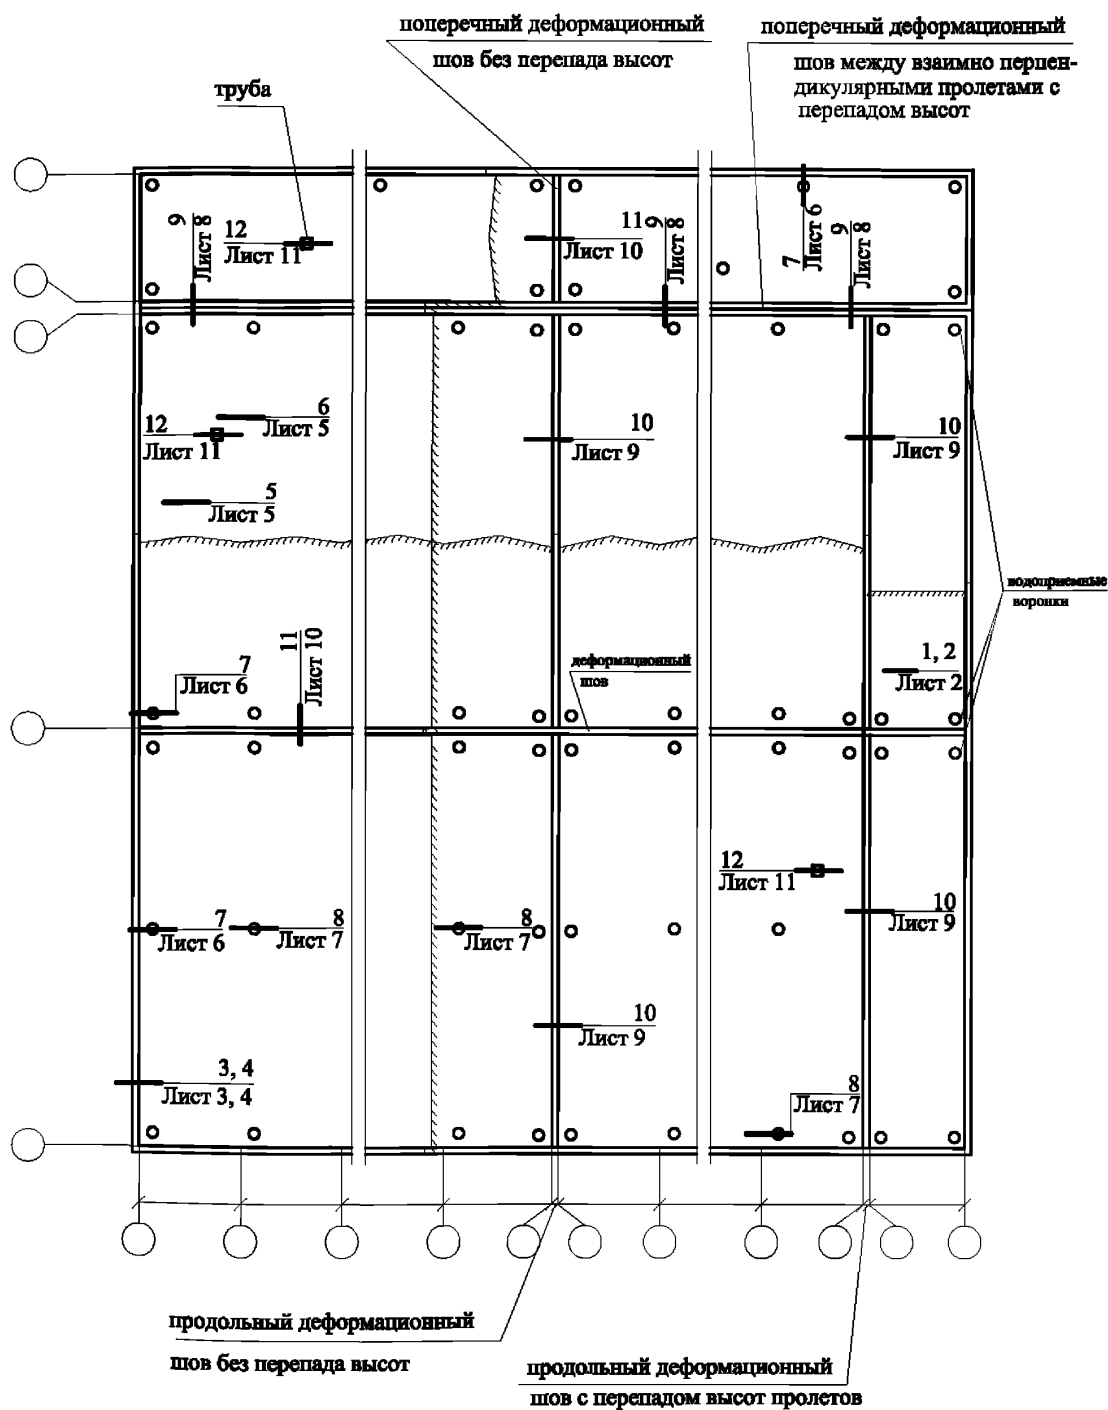 поперечный деформационный
шов без перепада высот
поперечный деформационный
шов между взаимно перпен-
дикулярными пролетами с
перепадом высот
труба
9
Лист 8
12
Лист 11
11
Лист 10
9
Лист 8
7
Лист 6
9
Лист 8
6
Лист 5
12
Лист 11
5
Лист 5
10
Лист 9
10
Лист 9
водоприемные
воронки
11
Лист 10
7
Лист 6
деформационный
шов
1, 2
Лист 2
12
Лист 11
7
Лист 6
8
Лист 7
8
Лист 7
10
Лист 9
10
Лист 9
3, 4
Лист 3, 4
8
Лист 7
продольный деформационный
шов без перепада высот
продольный деформационный
шов с перепадом высот пролетов